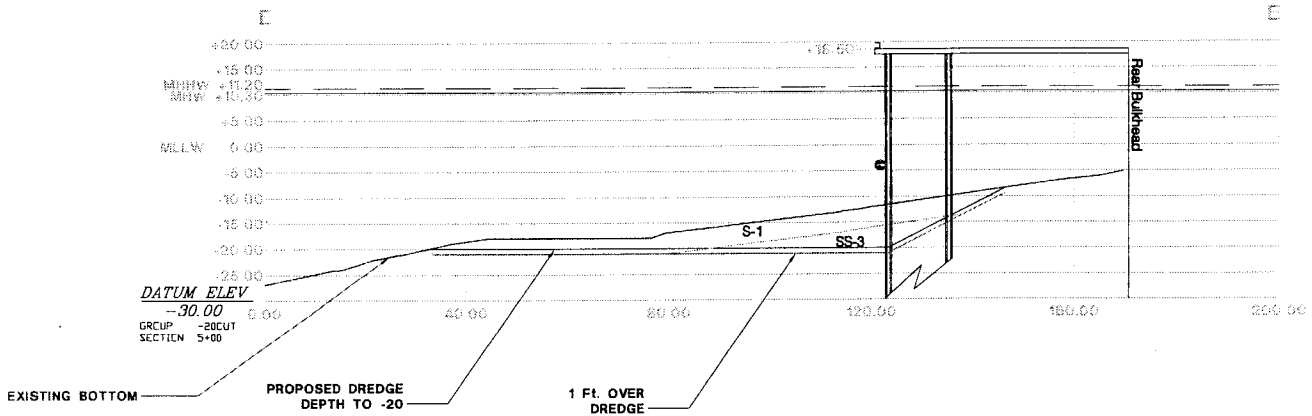 E E
+20.00
+18.50
+15.00
MHHW +11.20
MHW +10.30
+5.00
MLLW 0.00
-5.00
-10.00
-15.00
-20.00
-25.00
Rear Bulkhead
S-1
SS-3
DATUM ELEV
-30.00
GROUP -20CUT
SECTION 5+00
0.00 40.00 80.00 120.00 160.00 200.00
EXISTING BOTTOM
PROPOSED DREDGE
DEPTH TO -20
1 Ft. OVER
DREDGE